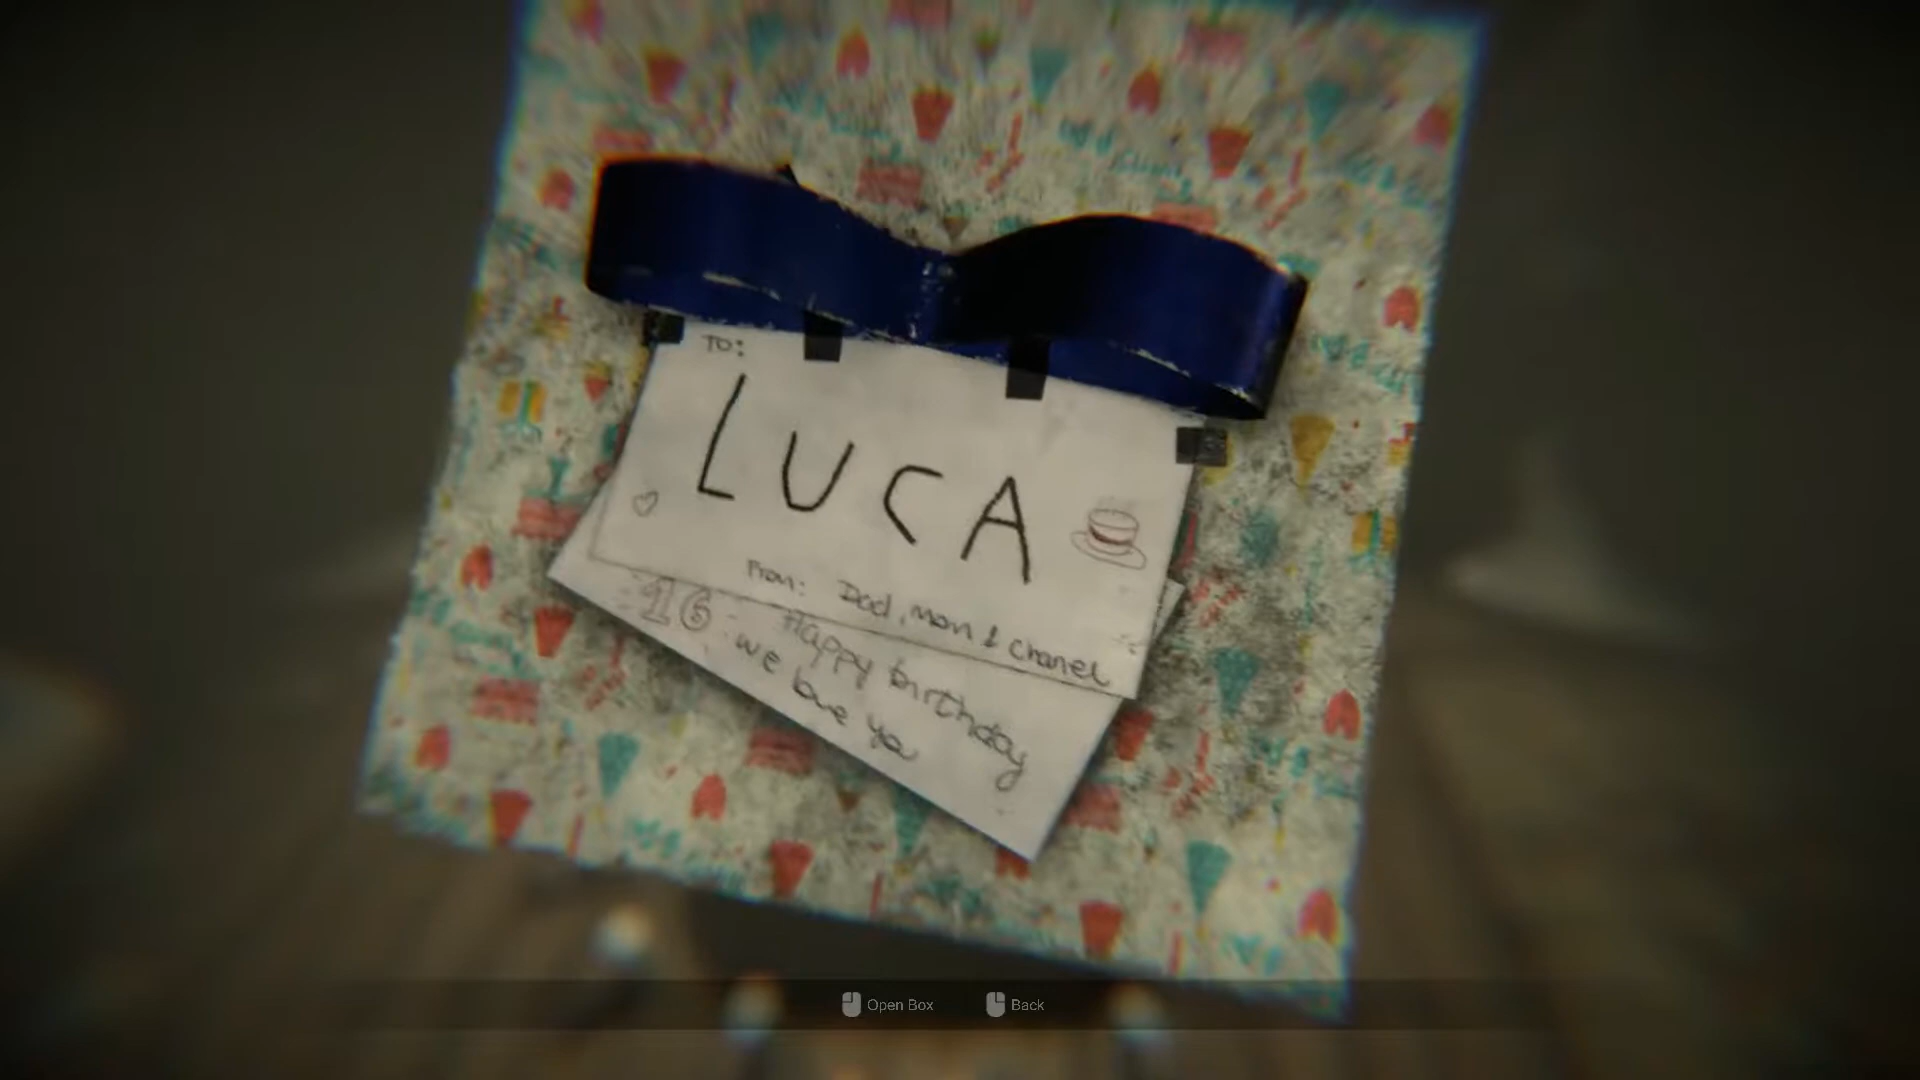 TO:
LUCA
From: Dad, Mom & Chanel
16 Happy birthday
we love you
Open Box
Back